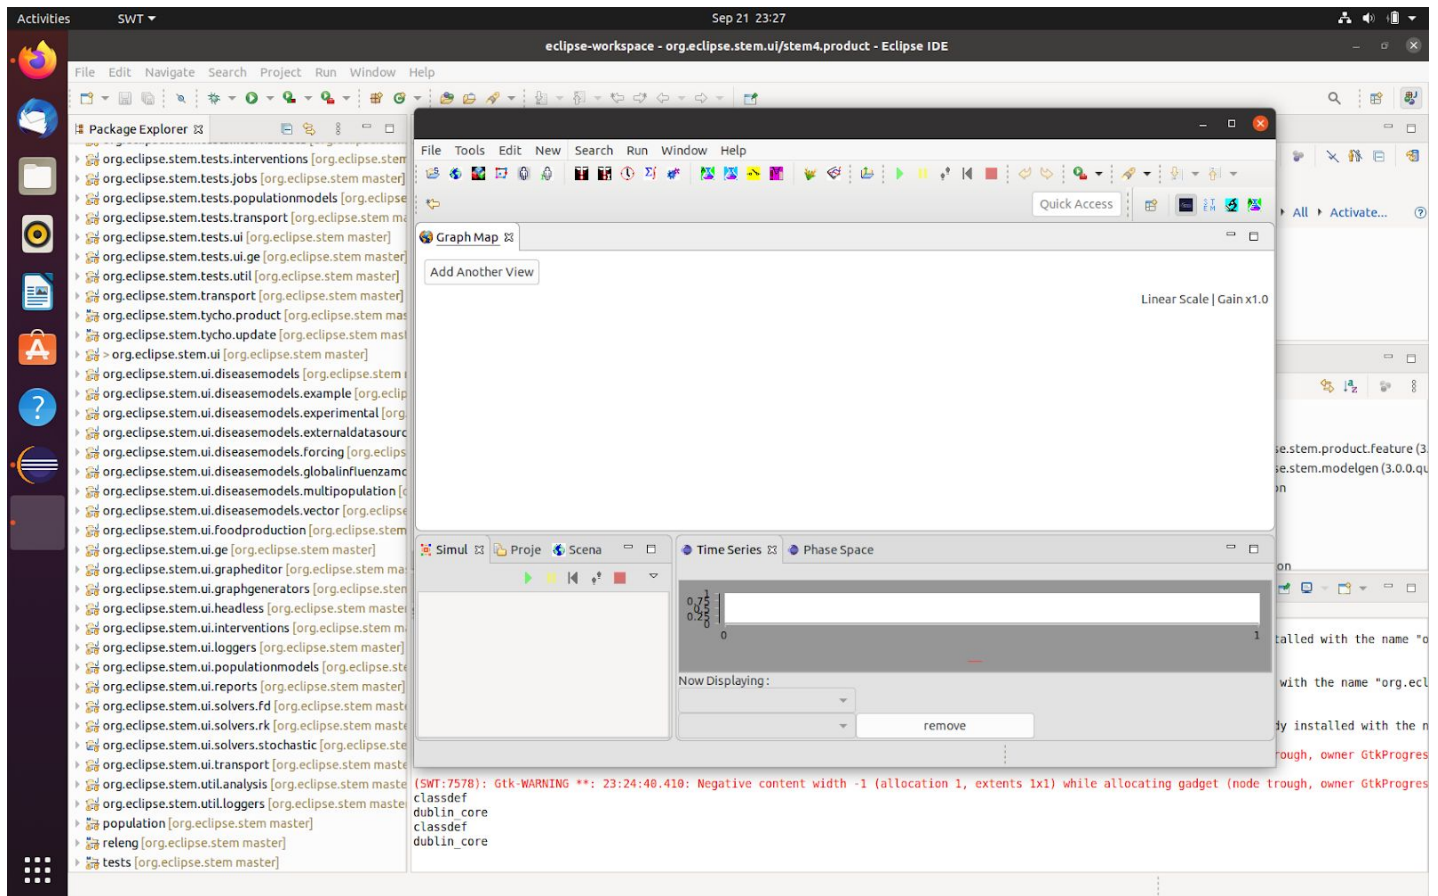 Activities SWT Sep 21 23:27
eclipse-workspace - org.eclipse.stem.ui/stem4.product - Eclipse IDE
File Edit Navigate Search Project Run Window Help
Package Explorer
org.eclipse.stem.tests.interventions [org.eclipse.stem
org.eclipse.stem.tests.jobs [org.eclipse.stem master]
org.eclipse.stem.tests.populationmodels [org.eclipse
org.eclipse.stem.tests.transport [org.eclipse.stem ma
org.eclipse.stem.tests.ui [org.eclipse.stem master]
org.eclipse.stem.tests.ui.ge [org.eclipse.stem master]
org.eclipse.stem.tests.util [org.eclipse.stem master]
org.eclipse.stem.transport [org.eclipse.stem master]
org.eclipse.stem.tycho.product [org.eclipse.stem mas
org.eclipse.stem.tycho.update [org.eclipse.stem mast
> org.eclipse.stem.ui [org.eclipse.stem master]
org.eclipse.stem.ui.diseasemodels [org.eclipse.stem
org.eclipse.stem.ui.diseasemodels.example [org.eclip
org.eclipse.stem.ui.diseasemodels.experimental [org.
org.eclipse.stem.ui.diseasemodels.externaldatasourc
org.eclipse.stem.ui.diseasemodels.forcing [org.eclips
org.eclipse.stem.ui.diseasemodels.globalinfluenzamo
org.eclipse.stem.ui.diseasemodels.multipopulation [o
org.eclipse.stem.ui.diseasemodels.vector [org.eclipse
org.eclipse.stem.ui.foodproduction [org.eclipse.stem
org.eclipse.stem.ui.ge [org.eclipse.stem master]
org.eclipse.stem.ui.grapheditor [org.eclipse.stem ma
org.eclipse.stem.ui.graphgenerators [org.eclipse.stem
org.eclipse.stem.ui.headless [org.eclipse.stem master
org.eclipse.stem.ui.interventions [org.eclipse.stem m
org.eclipse.stem.ui.loggers [org.eclipse.stem master]
org.eclipse.stem.ui.populationmodels [org.eclipse.ste
org.eclipse.stem.ui.reports [org.eclipse.stem master]
org.eclipse.stem.ui.solvers.fd [org.eclipse.stem maste
org.eclipse.stem.ui.solvers.rk [org.eclipse.stem maste
org.eclipse.stem.ui.solvers.stochastic [org.eclipse.ste
org.eclipse.stem.ui.transport [org.eclipse.stem maste
org.eclipse.stem.util.analysis [org.eclipse.stem maste
org.eclipse.stem.util.loggers [org.eclipse.stem maste
population [org.eclipse.stem master]
releng [org.eclipse.stem master]
tests [org.eclipse.stem master]
File Tools Edit New Search Run Window Help
Quick Access
Graph Map
Add Another View
Linear Scale | Gain x1.0
Simul Proje Scena
Time Series Phase Space
1
0.75
0.5
0.25
0
0 1
Now Displaying :
remove
All Activate...
se.stem.product.feature (3.
se.stem.modelgen (3.0.0.qu
on
on
talled with the name "o
with the name "org.ecl
dy installed with the n
rough, owner GtkProgres
(SWT:7578): Gtk-WARNING **: 23:24:40.410: Negative content width -1 (allocation 1, extents 1x1) while allocating gadget (node trough, owner GtkProgres
classdef
dublin_core
classdef
dublin_core